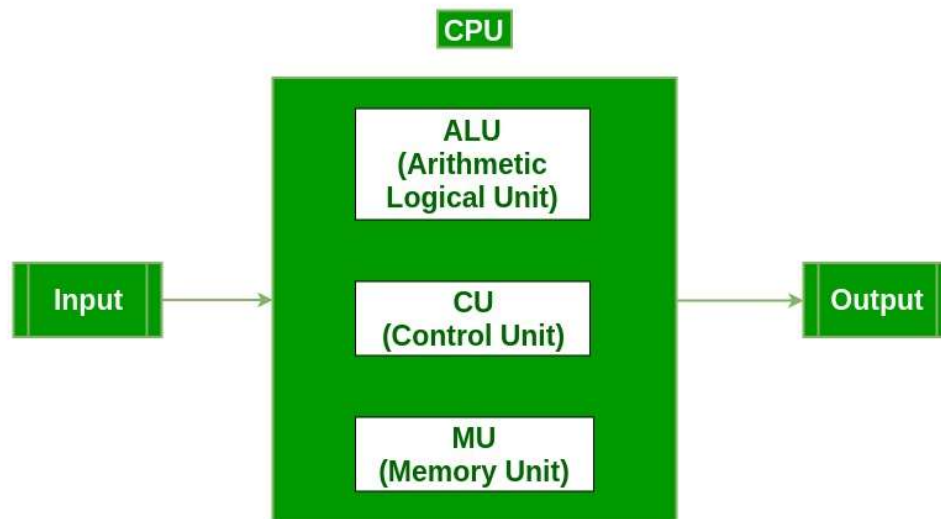 CPU
ALU
(Arithmetic
Logical Unit)
Input
CU
(Control Unit)
Output
MU
(Memory Unit)